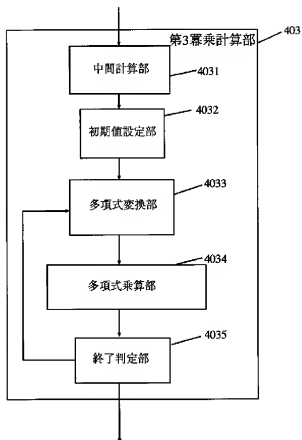 403
第3冪乗計算部
中間計算部
4031
初期値設定部
4032
多項式変換部
4033
多項式乗算部
4034
終了判定部
4035